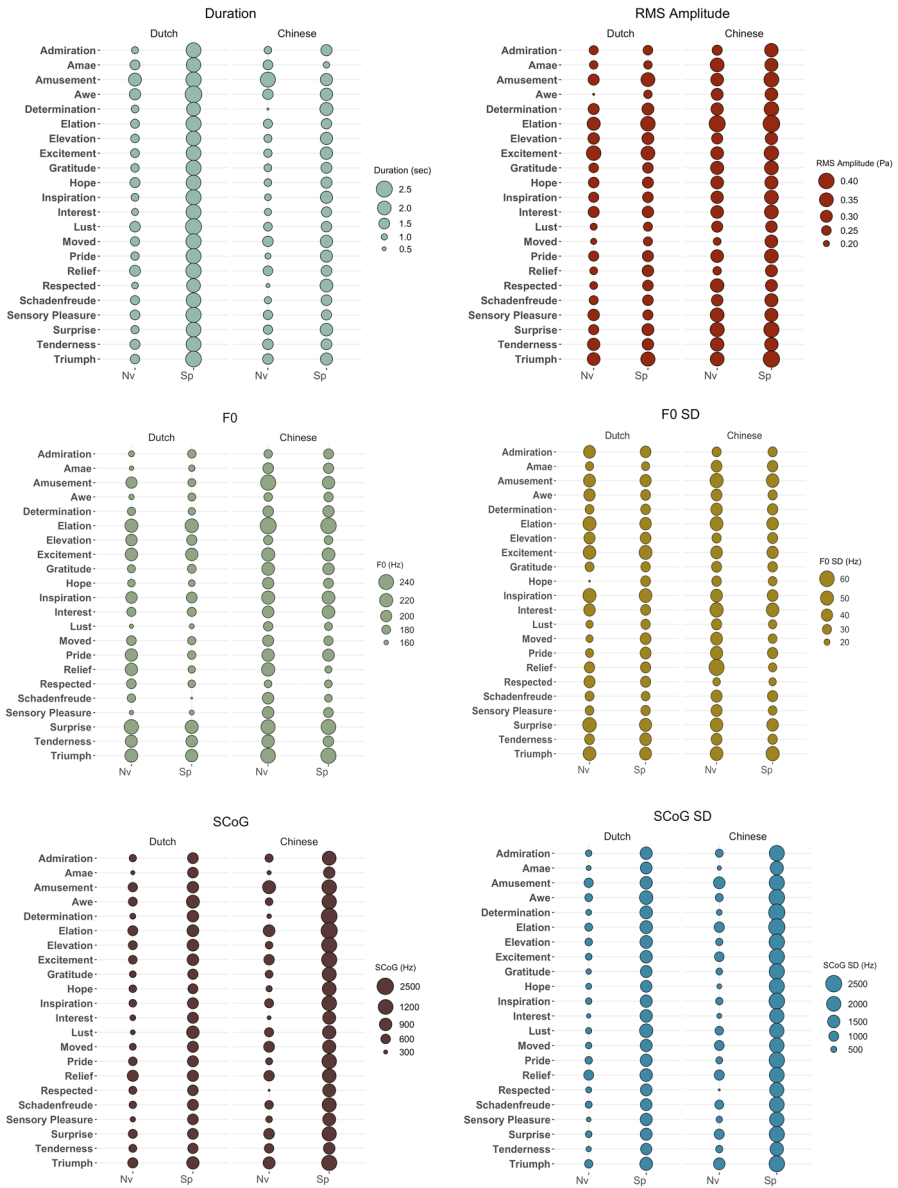 Duration
Dutch Chinese
Admiration
Amae
Amusement
Awe
Determination
Elation
Elevation
Excitement
Gratitude
Hope
Inspiration
Interest
Lust
Moved
Pride
Relief
Respected
Schadenfreude
Sensory Pleasure
Surprise
Tenderness
Triumph
Nv Sp Nv Sp
Duration (sec)
2.5
2.0
1.5
1.0
0.5
RMS Amplitude
Dutch Chinese
Admiration
Amae
Amusement
Awe
Determination
Elation
Elevation
Excitement
Gratitude
Hope
Inspiration
Interest
Lust
Moved
Pride
Relief
Respected
Schadenfreude
Sensory Pleasure
Surprise
Tenderness
Triumph
Nv Sp Nv Sp
RMS Amplitude (Pa)
0.40
0.35
0.30
0.25
0.20
F0
Dutch Chinese
Admiration
Amae
Amusement
Awe
Determination
Elation
Elevation
Excitement
Gratitude
Hope
Inspiration
Interest
Lust
Moved
Pride
Relief
Respected
Schadenfreude
Sensory Pleasure
Surprise
Tenderness
Triumph
Nv Sp Nv Sp
F0 (Hz)
240
220
200
180
160
F0 SD
Dutch Chinese
Admiration
Amae
Amusement
Awe
Determination
Elation
Elevation
Excitement
Gratitude
Hope
Inspiration
Interest
Lust
Moved
Pride
Relief
Respected
Schadenfreude
Sensory Pleasure
Surprise
Tenderness
Triumph
Nv Sp Nv Sp
F0 SD (Hz)
60
50
40
30
20
SCoG
Dutch Chinese
Admiration
Amae
Amusement
Awe
Determination
Elation
Elevation
Excitement
Gratitude
Hope
Inspiration
Interest
Lust
Moved
Pride
Relief
Respected
Schadenfreude
Sensory Pleasure
Surprise
Tenderness
Triumph
Nv Sp Nv Sp
SCoG (Hz)
2500
1200
900
600
300
SCoG SD
Dutch Chinese
Admiration
Amae
Amusement
Awe
Determination
Elation
Elevation
Excitement
Gratitude
Hope
Inspiration
Interest
Lust
Moved
Pride
Relief
Respected
Schadenfreude
Sensory Pleasure
Surprise
Tenderness
Triumph
Nv Sp Nv Sp
SCoG SD (Hz)
2500
2000
1500
1000
500